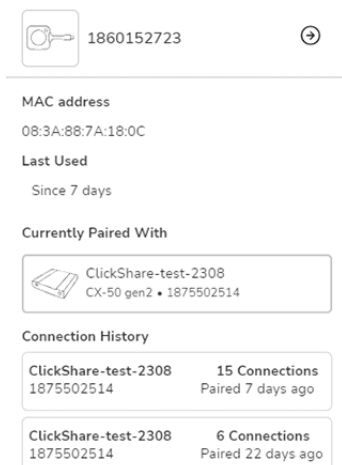 1860152723
MAC address
08:3A:88:7A:18:0C
Last Used
Since 7 days
Currently Paired With
ClickShare-test-2308
CX-50 gen2 • 1875502514
Connection History
ClickShare-test-2308 15 Connections
1875502514 Paired 7 days ago
ClickShare-test-2308 6 Connections
1875502514 Paired 22 days ago